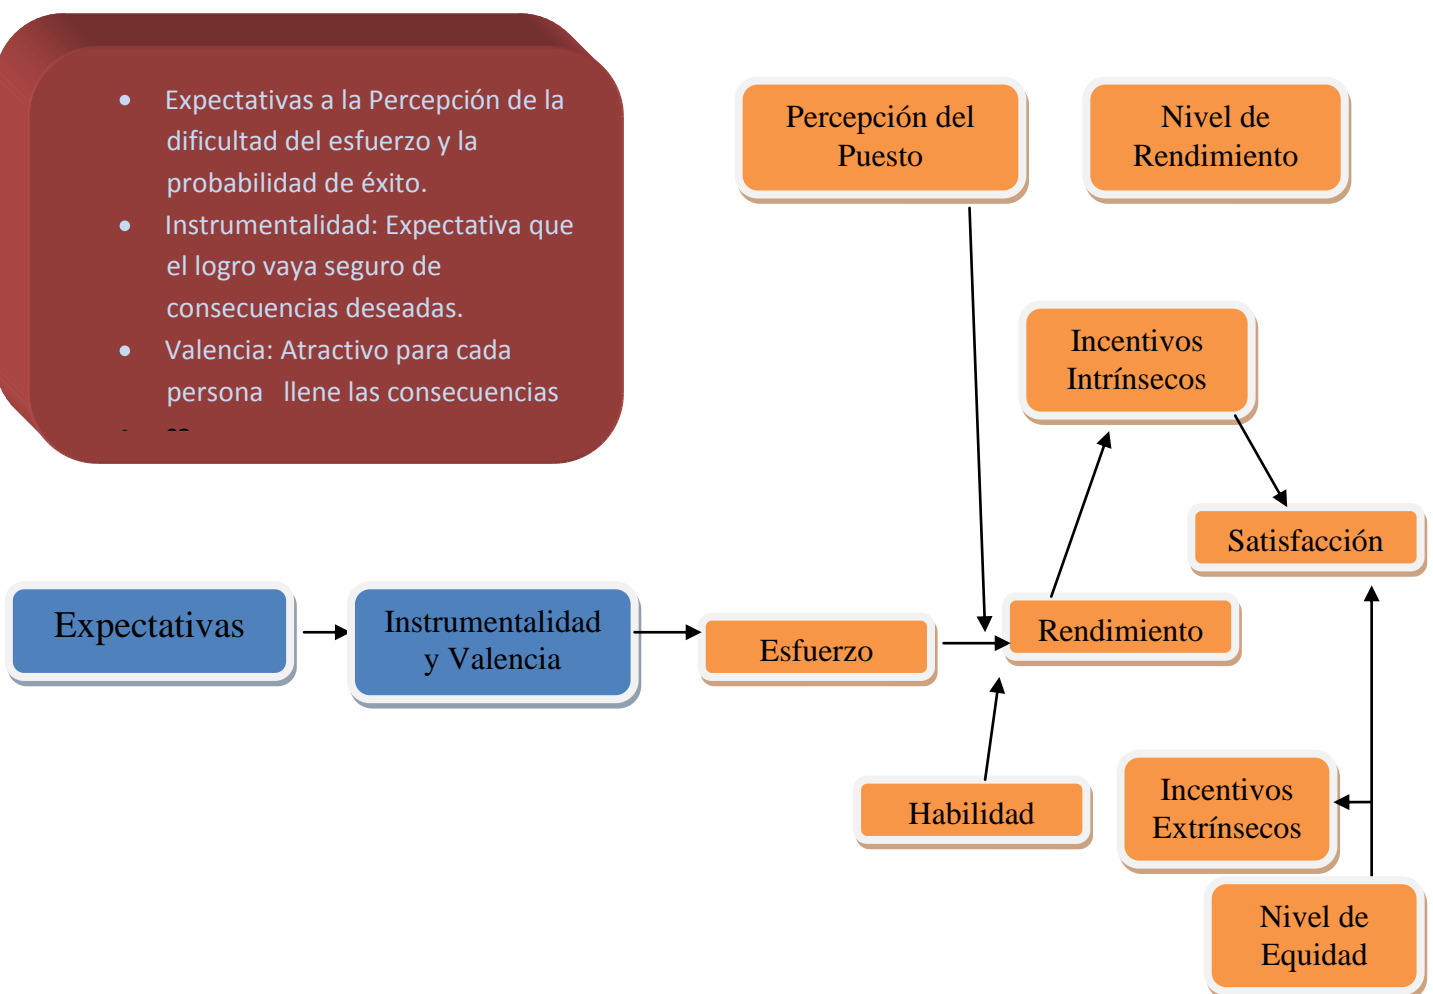 • Expectativas a la Percepción de la
dificultad del esfuerzo y la
probabilidad de éxito.
• Instrumentalidad: Expectativa que
el logro vaya seguro de
consecuencias deseadas.
• Valencia: Atractivo para cada
persona llene las consecuencias
Percepción del
Puesto
Nivel de
Rendimiento
Incentivos
Intrínsecos
Satisfacción
Expectativas
Instrumentalidad
y Valencia
Esfuerzo
Rendimiento
Habilidad
Incentivos
Extrínsecos
Nivel de
Equidad